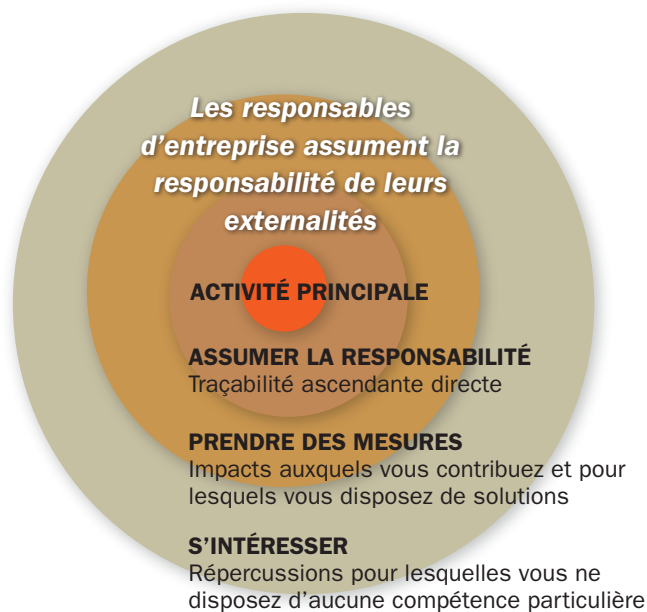 Les responsables
d'entreprise assument la
responsabilité de leurs
externalités
ACTIVITÉ PRINCIPALE
ASSUMER LA RESPONSABILITÉ
Traçabilité ascendante directe
PRENDRE DES MESURES
Impacts auxquels vous contribuez et pour
lesquels vous disposez de solutions
S'INTÉRESSER
Répercussions pour lesquelles vous ne
disposez d'aucune compétence particulière